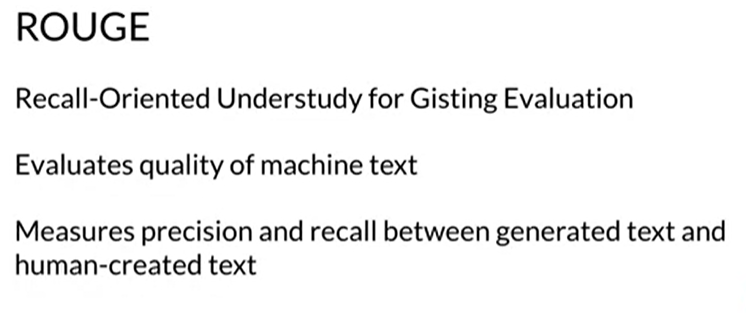 ROUGE
Recall-Oriented Understudy for Gisting Evaluation
Evaluates quality of machine text
Measures precision and recall between generated text and
human-created text